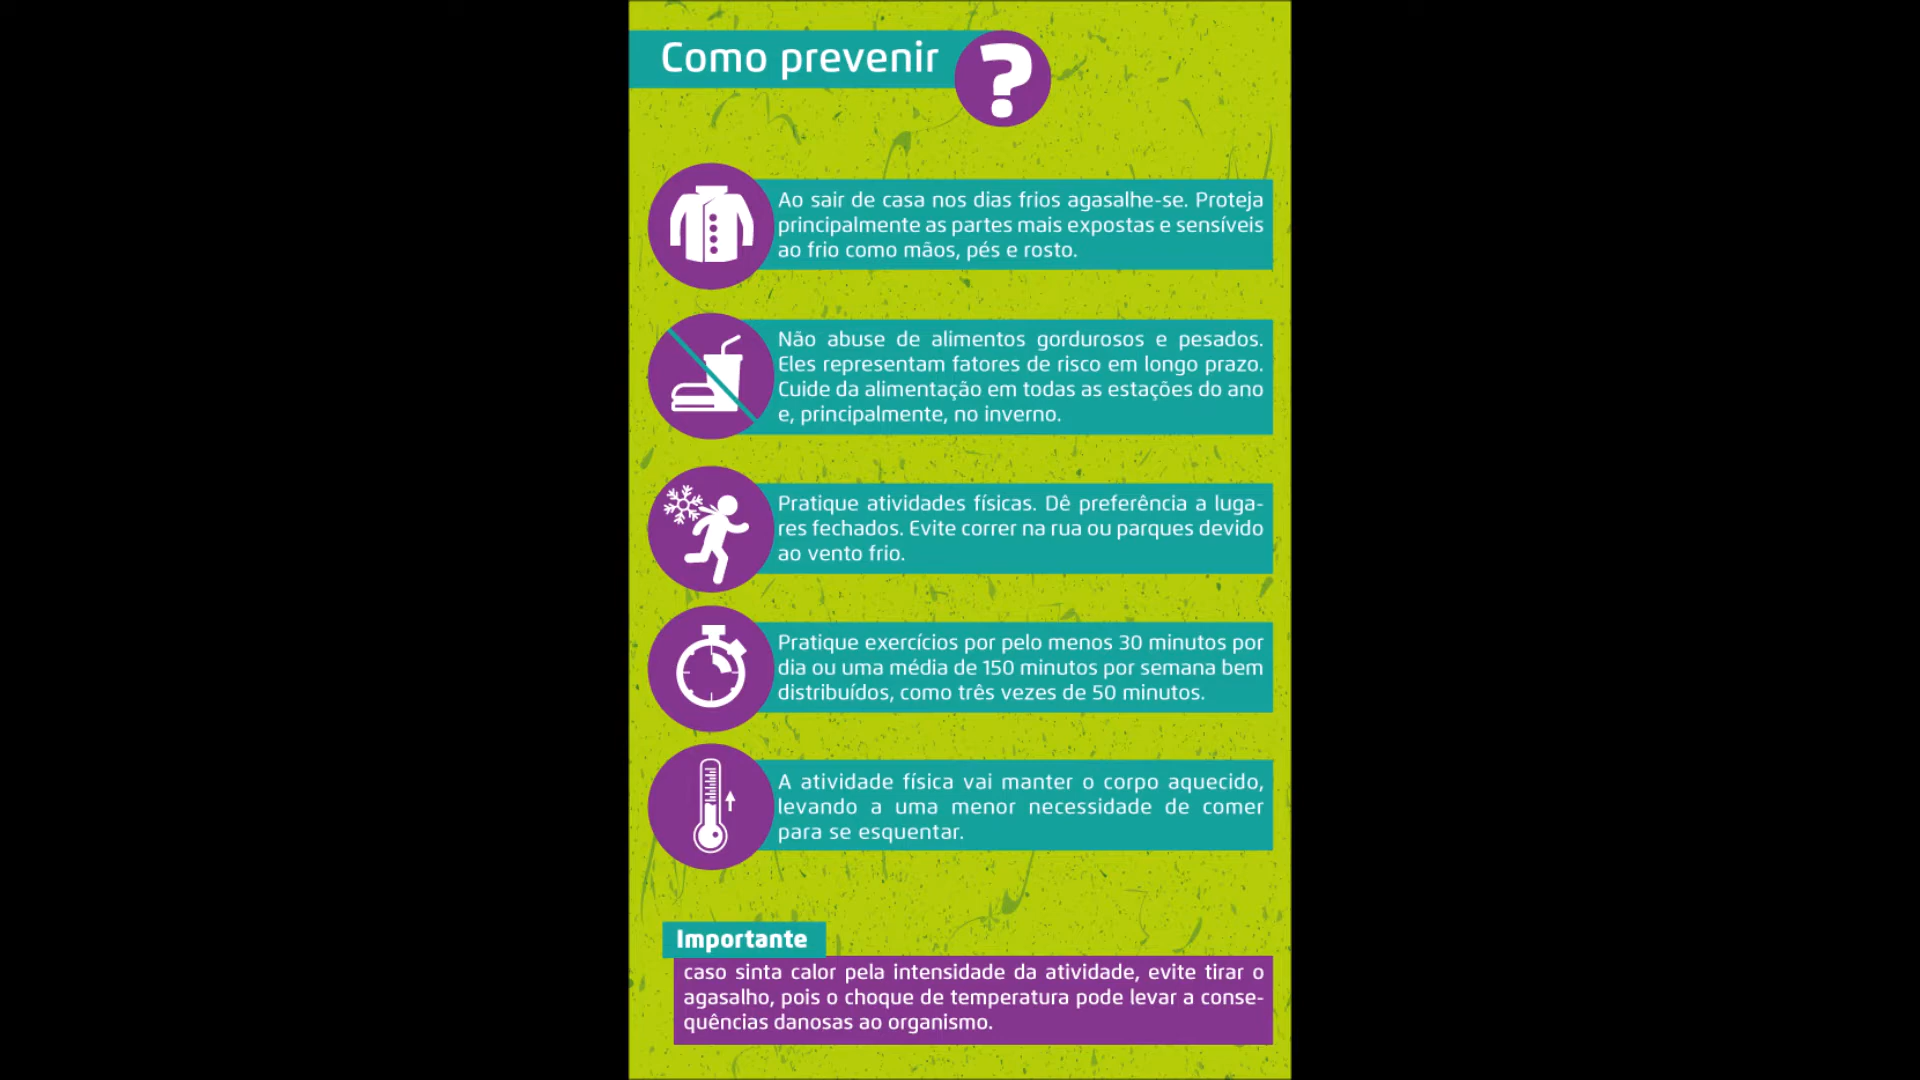 Como prevenir ?
Ao sair de casa nos dias frios agasalhe-se. Proteja
principalmente as partes mais expostas e sensíveis
ao frio como mãos, pés e rosto.
Não abuse de alimentos gordurosos e pesados.
Eles representam fatores de risco em longo prazo.
Cuide da alimentação em todas as estações do ano
e, principalmente, no inverno.
Pratique atividades físicas. Dê preferência a luga-
res fechados. Evite correr na rua ou parques devido
ao vento frio.
Pratique exercícios por pelo menos 30 minutos por
dia ou uma média de 150 minutos por semana bem
distribuídos, como três vezes de 50 minutos.
A atividade física vai manter o corpo aquecido,
levando a uma menor necessidade de comer
para se esquentar.
Importante
caso sinta calor pela intensidade da atividade, evite tirar o
agasalho, pois o choque de temperatura pode levar a conse-
quências danosas ao organismo.